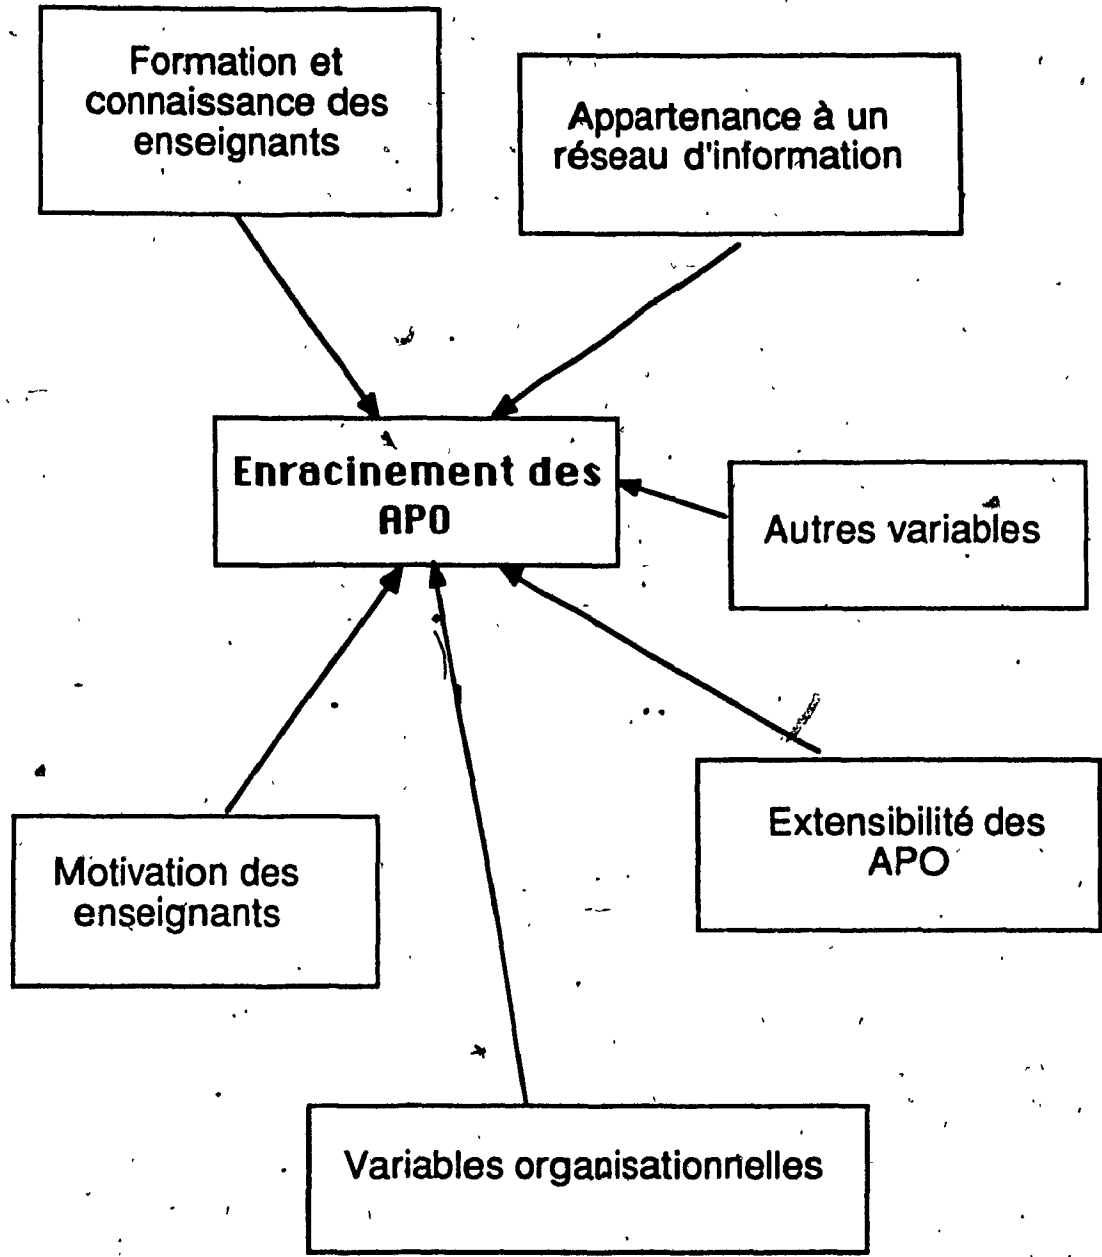 Formation et
connaissance des
enseignants
Appartenance à un
réseau d'information
Enracinement des
APO
Autres variables
Extensibilité des
APO
Motivation des
enseignants
Variables organisationnelles